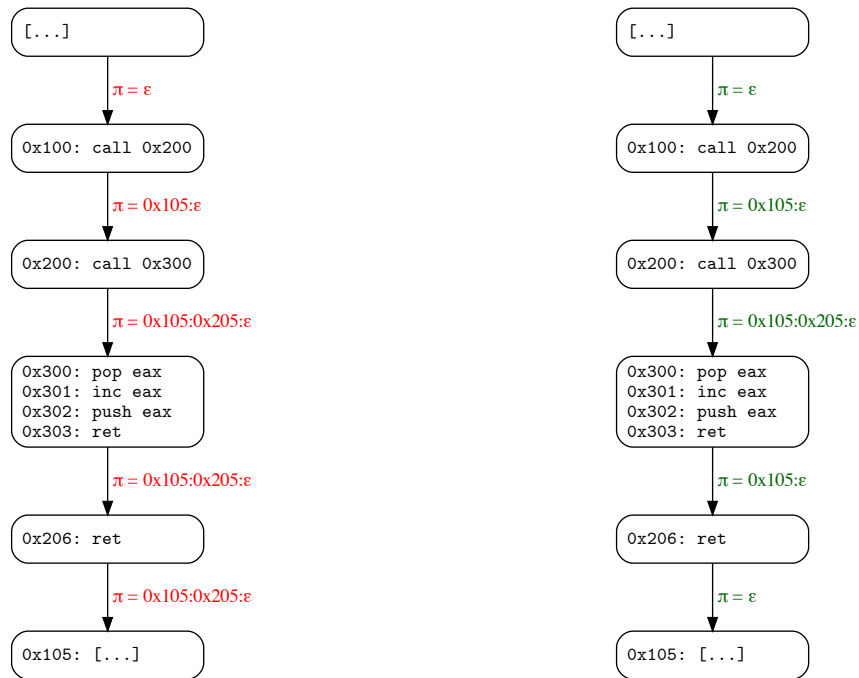 [...]
π = ε
0x100: call 0x200
π = 0x105:ε
0x200: call 0x300
π = 0x105:0x205:ε
0x300: pop eax
0x301: inc eax
0x302: push eax
0x303: ret
π = 0x105:0x205:ε
0x206: ret
π = 0x105:0x205:ε
0x105: [...]
[...]
π = ε
0x100: call 0x200
π = 0x105:ε
0x200: call 0x300
π = 0x105:0x205:ε
0x300: pop eax
0x301: inc eax
0x302: push eax
0x303: ret
π = 0x105:ε
0x206: ret
π = ε
0x105: [...]